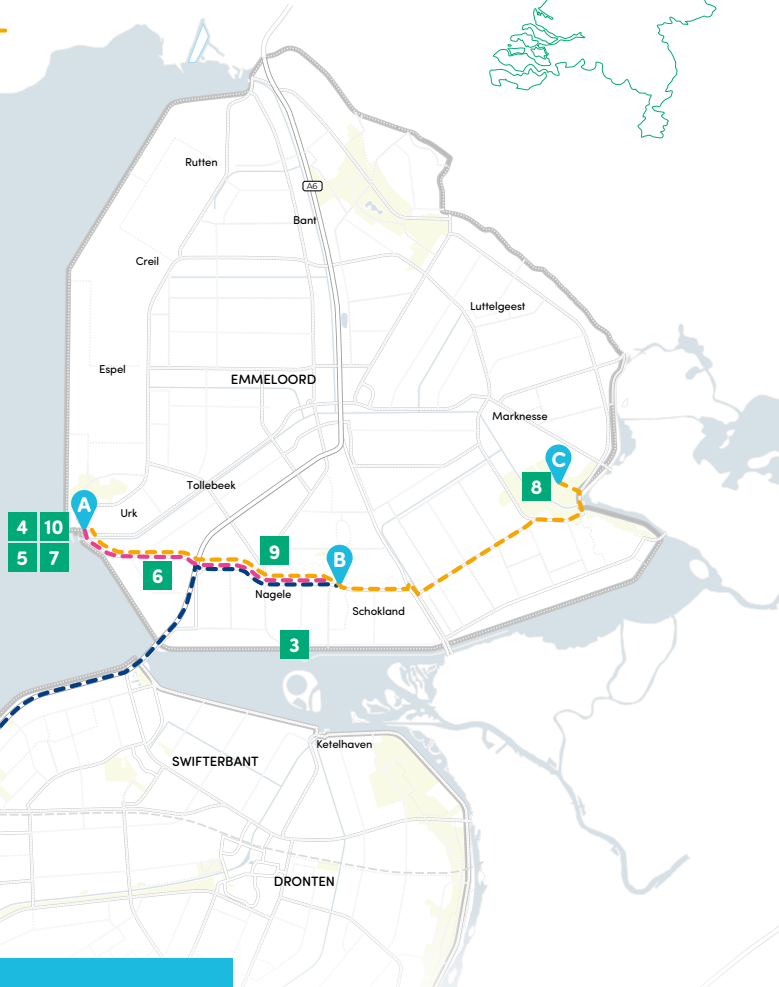 Rutten
A6
Bant
Creil
Luttelgeest
Espel
EMMELOORD
Marknesse
C
8
Tollebeek
A
Urk
4 10
5 7
9
B
6
Nagele
Schokland
3
Ketelhaven
SWIFTERBANT
DRONTEN